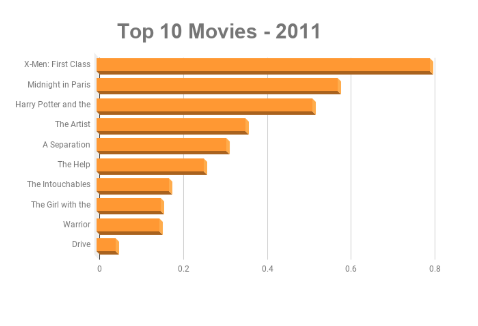 Top 10 Movies - 2011
X-Men: First Class
Midnight in Paris
Harry Potter and the
The Artist
A Separation
The Help
The Intouchables
The Girl with the
Warrior
Drive
0 0.2 0.4 0.6 0.8